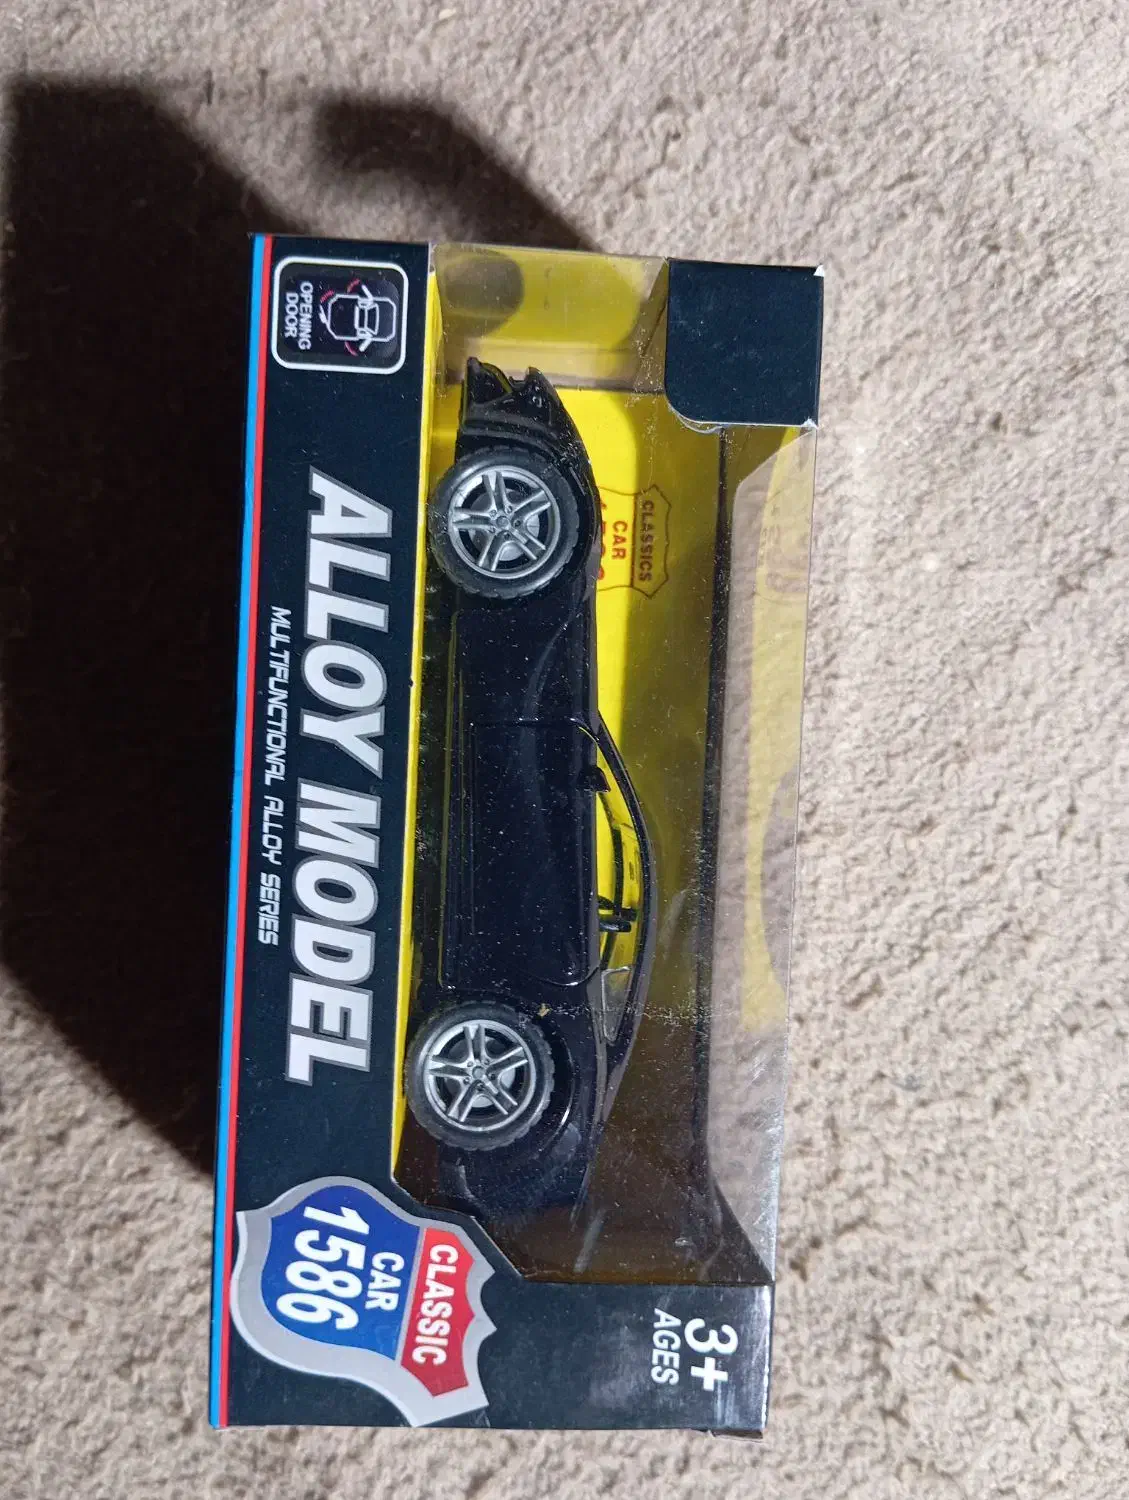 OPENING
DOOR
ALLOY MODEL
MULTIFUNCTIONAL ALLOY SERIES
CLASSICS
CAR
CLASSIC
CAR
1586
3+
AGES